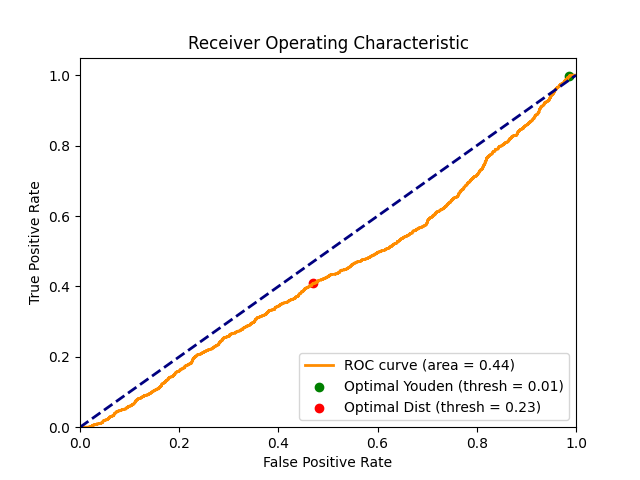 Receiver Operating Characteristic
True Positive Rate
1.0
0.8
0.6
0.4
0.2
0.0
ROC curve (area = 0.44)
Optimal Youden (thresh = 0.01)
Optimal Dist (thresh = 0.23)
0.0 0.2 0.4 0.6 0.8 1.0
False Positive Rate